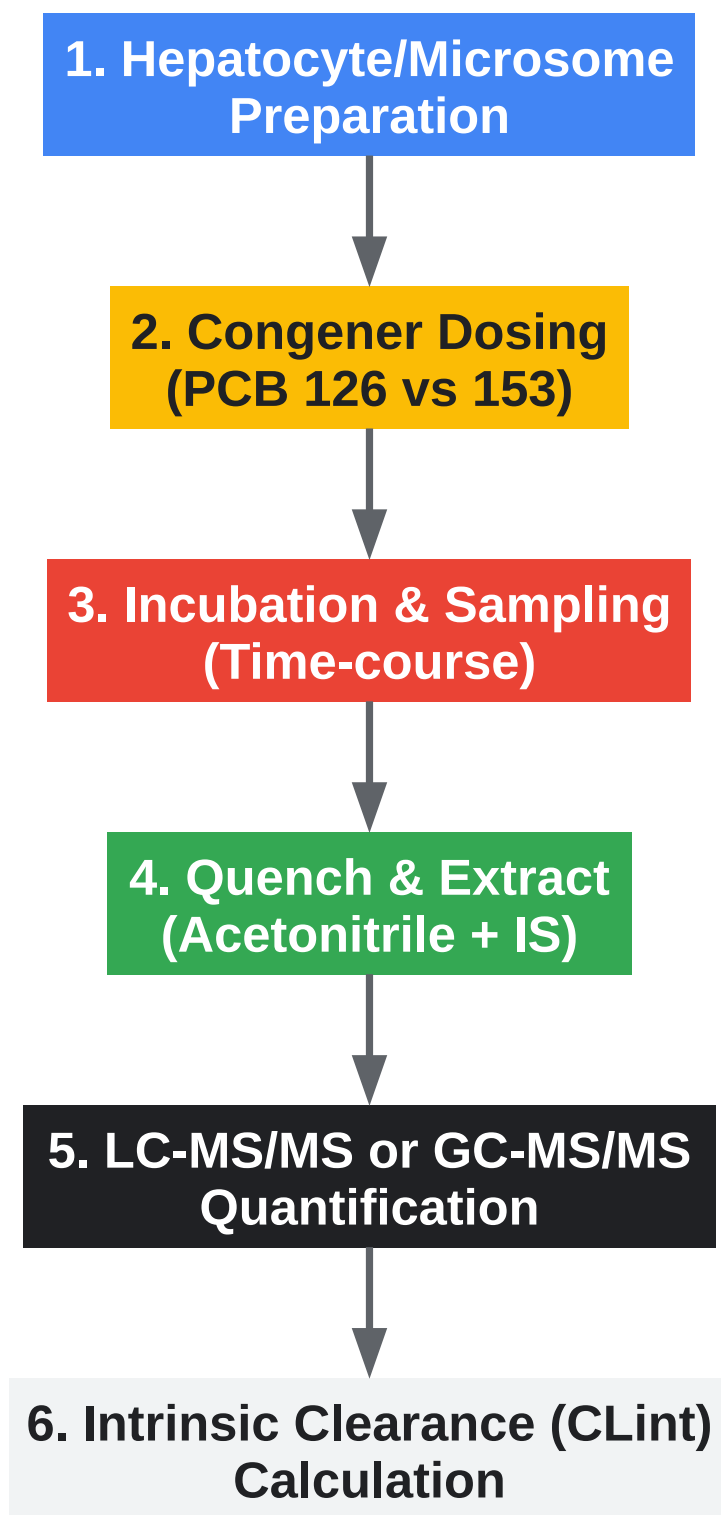 1. Hepatocyte/Microsome
Preparation
2. Congener Dosing
(PCB 126 vs 153)
3. Incubation & Sampling
(Time-course)
4. Quench & Extract
(Acetonitrile + IS)
5. LC-MS/MS or GC-MS/MS
Quantification
6. Intrinsic Clearance (CLint)
Calculation